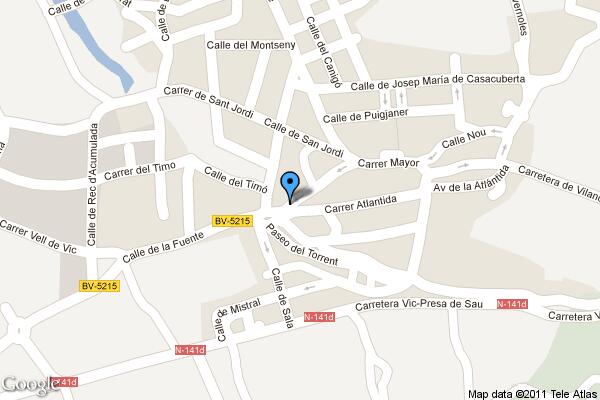 Calle de
Calle del Montseny
Calle del Canigó
Calle de Josep María de Casacuberta
Carrer de Sant Jordi
Calle de Puigjaner
Calle de San Jordi
Calle Nou
Carrer Mayor
Calle de Rec d'Acumulada
Carrer del Timo
Calle del Timó
Av de la Atlántida
Carretera de Vilano
Carrer Atlantida
BV-5215
Carrer Vell de Vic
Calle de la Fuente
Paseo del Torrent
BV-5215
Calle de Sala
Calle de Mistral
Carretera Vic-Presa de Sau
N-141d
Carretera V
N-141d
N-141d
N-141d
Google
Map data ©2011 Tele Atlas